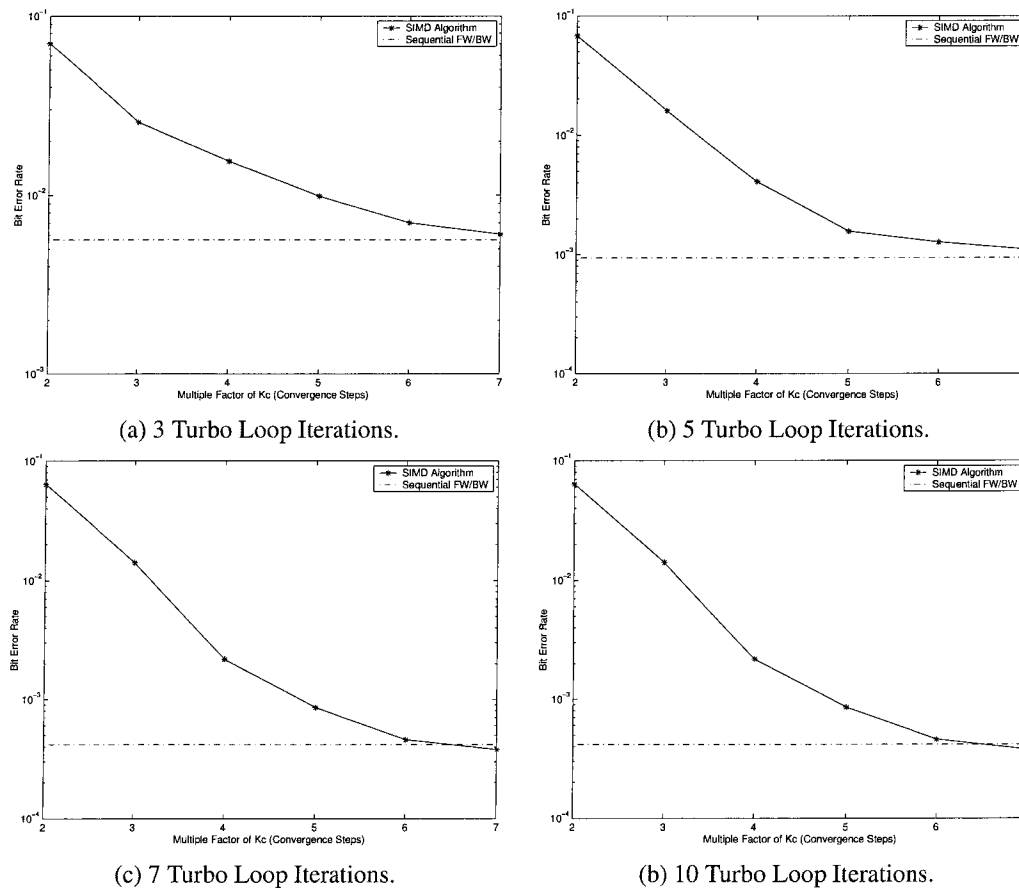 10^-1
SIMD Algorithm
Sequential FW/BW
Bit Error Rate
10^-2
10^-3
2 3 4 5 6 7
Multiple Factor of Kc (Convergence Steps)
(a) 3 Turbo Loop Iterations.
10^-1
SIMD Algorithm
Sequential FW/BW
10^-2
Bit Error Rate
10^-3
10^-4
2 3 4 5 6
Multiple Factor of Kc (Convergence Steps)
(b) 5 Turbo Loop Iterations.
10^-1
SIMD Algorithm
Sequential FW/BW
10^-2
Bit Error Rate
10^-3
10^-4
2 3 4 5 6 7
Multiple Factor of Kc (Convergence Steps)
(c) 7 Turbo Loop Iterations.
10^-1
SIMD Algorithm
Sequential FW/BW
10^-2
Bit Error Rate
10^-3
10^-4
2 3 4 5 6
Multiple Factor of Kc (Convergence Steps)
(b) 10 Turbo Loop Iterations.